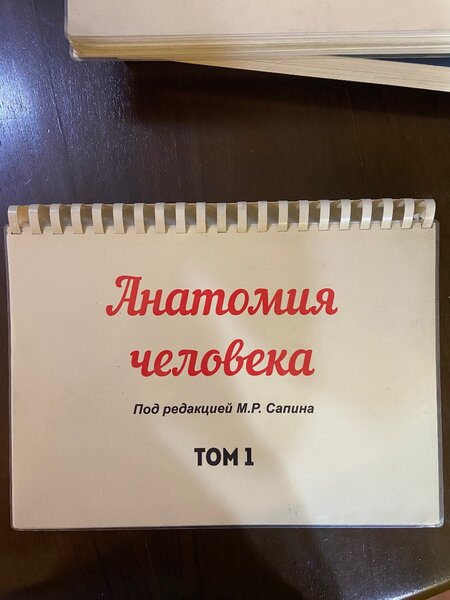 Анатомия
человека
Под редакцией М.Р. Сапина
ТОМ 1